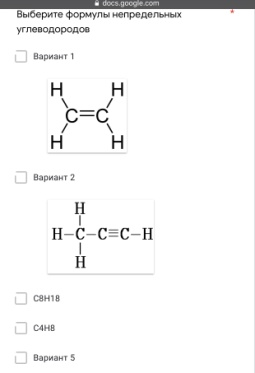 docs.google.com
Выберите формулы непредельных *
углеводородов
Вариант 1
H H
C=C
H H
Вариант 2
H
H-C-C≡C-H
H
C8H18
C4H8
Вариант 5